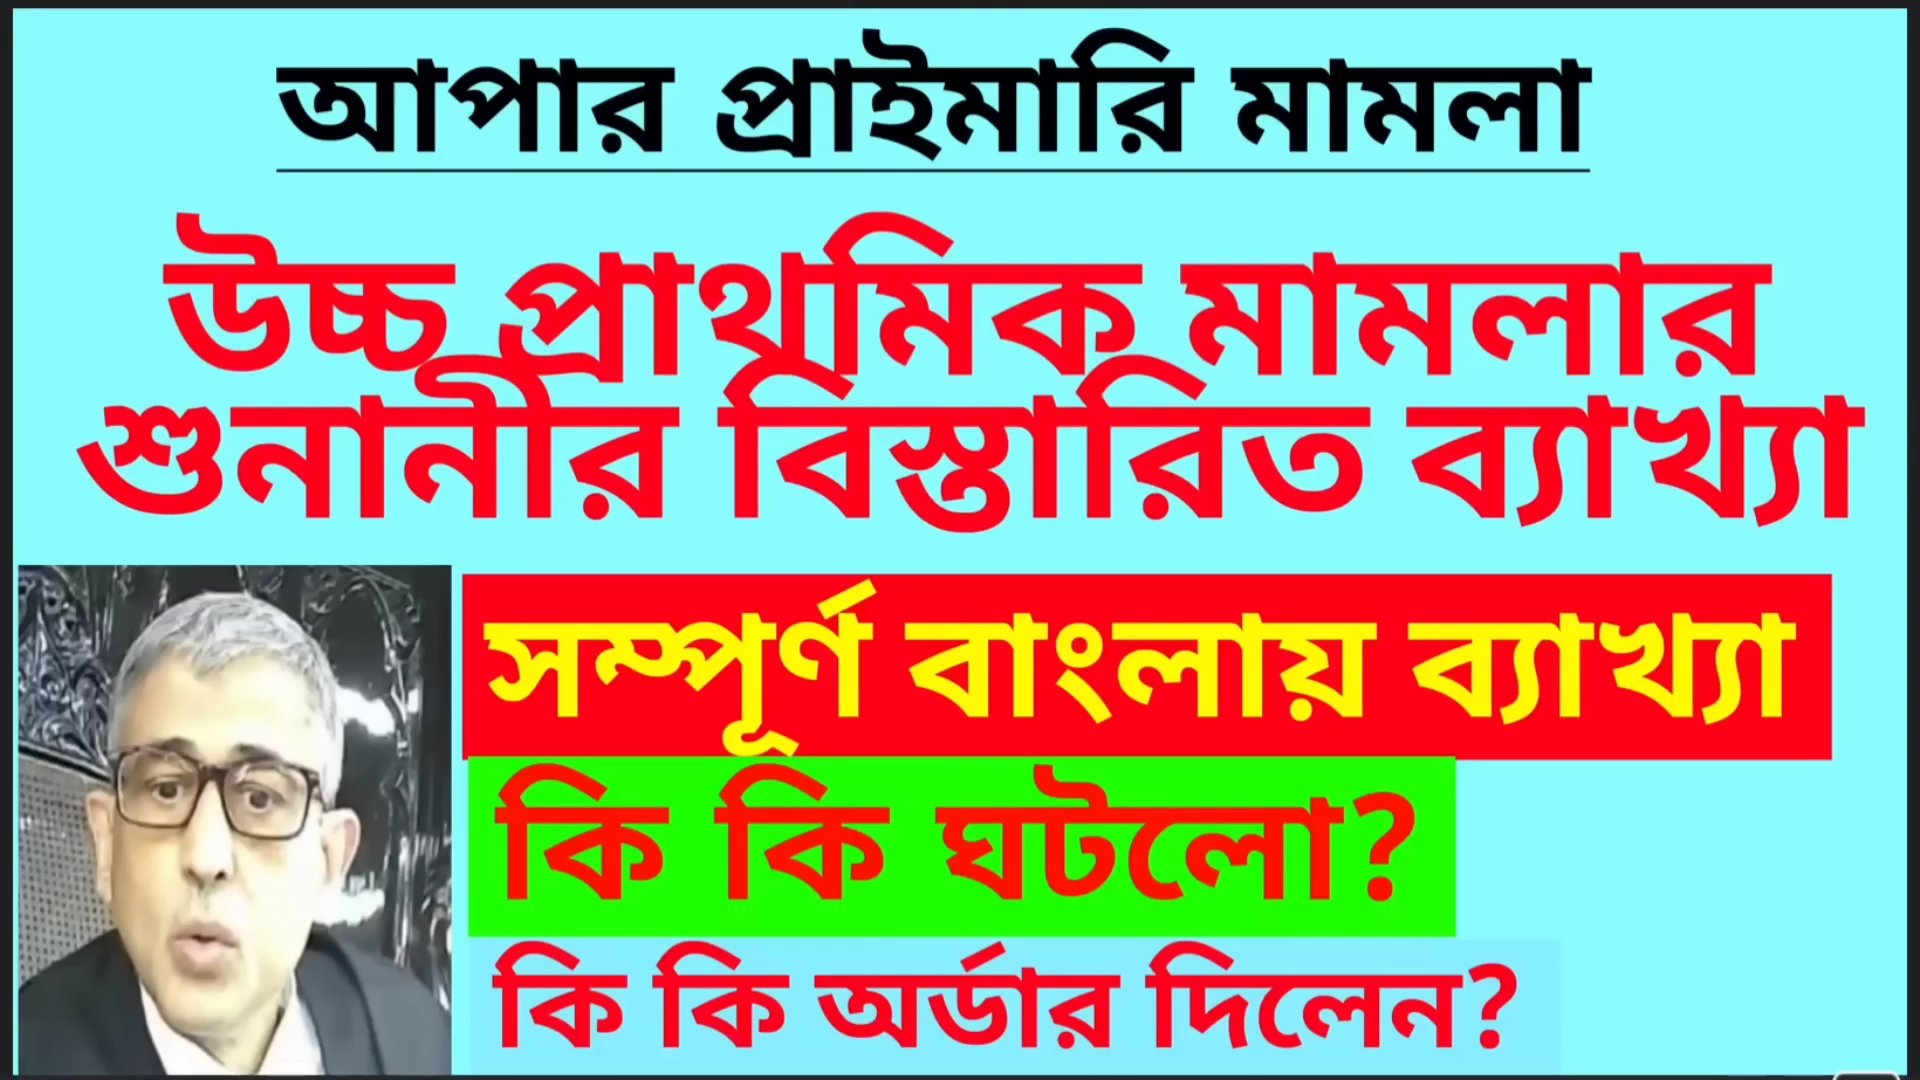 আপার প্রাইমারি মামলা
উচ্চ প্রাথমিক মামলার
শুনানীর বিস্তারিত ব্যাখ্যা
সম্পূর্ণ বাংলায় ব্যাখ্যা
কি কি ঘটলো?
কি কি অর্ডার দিলেন?